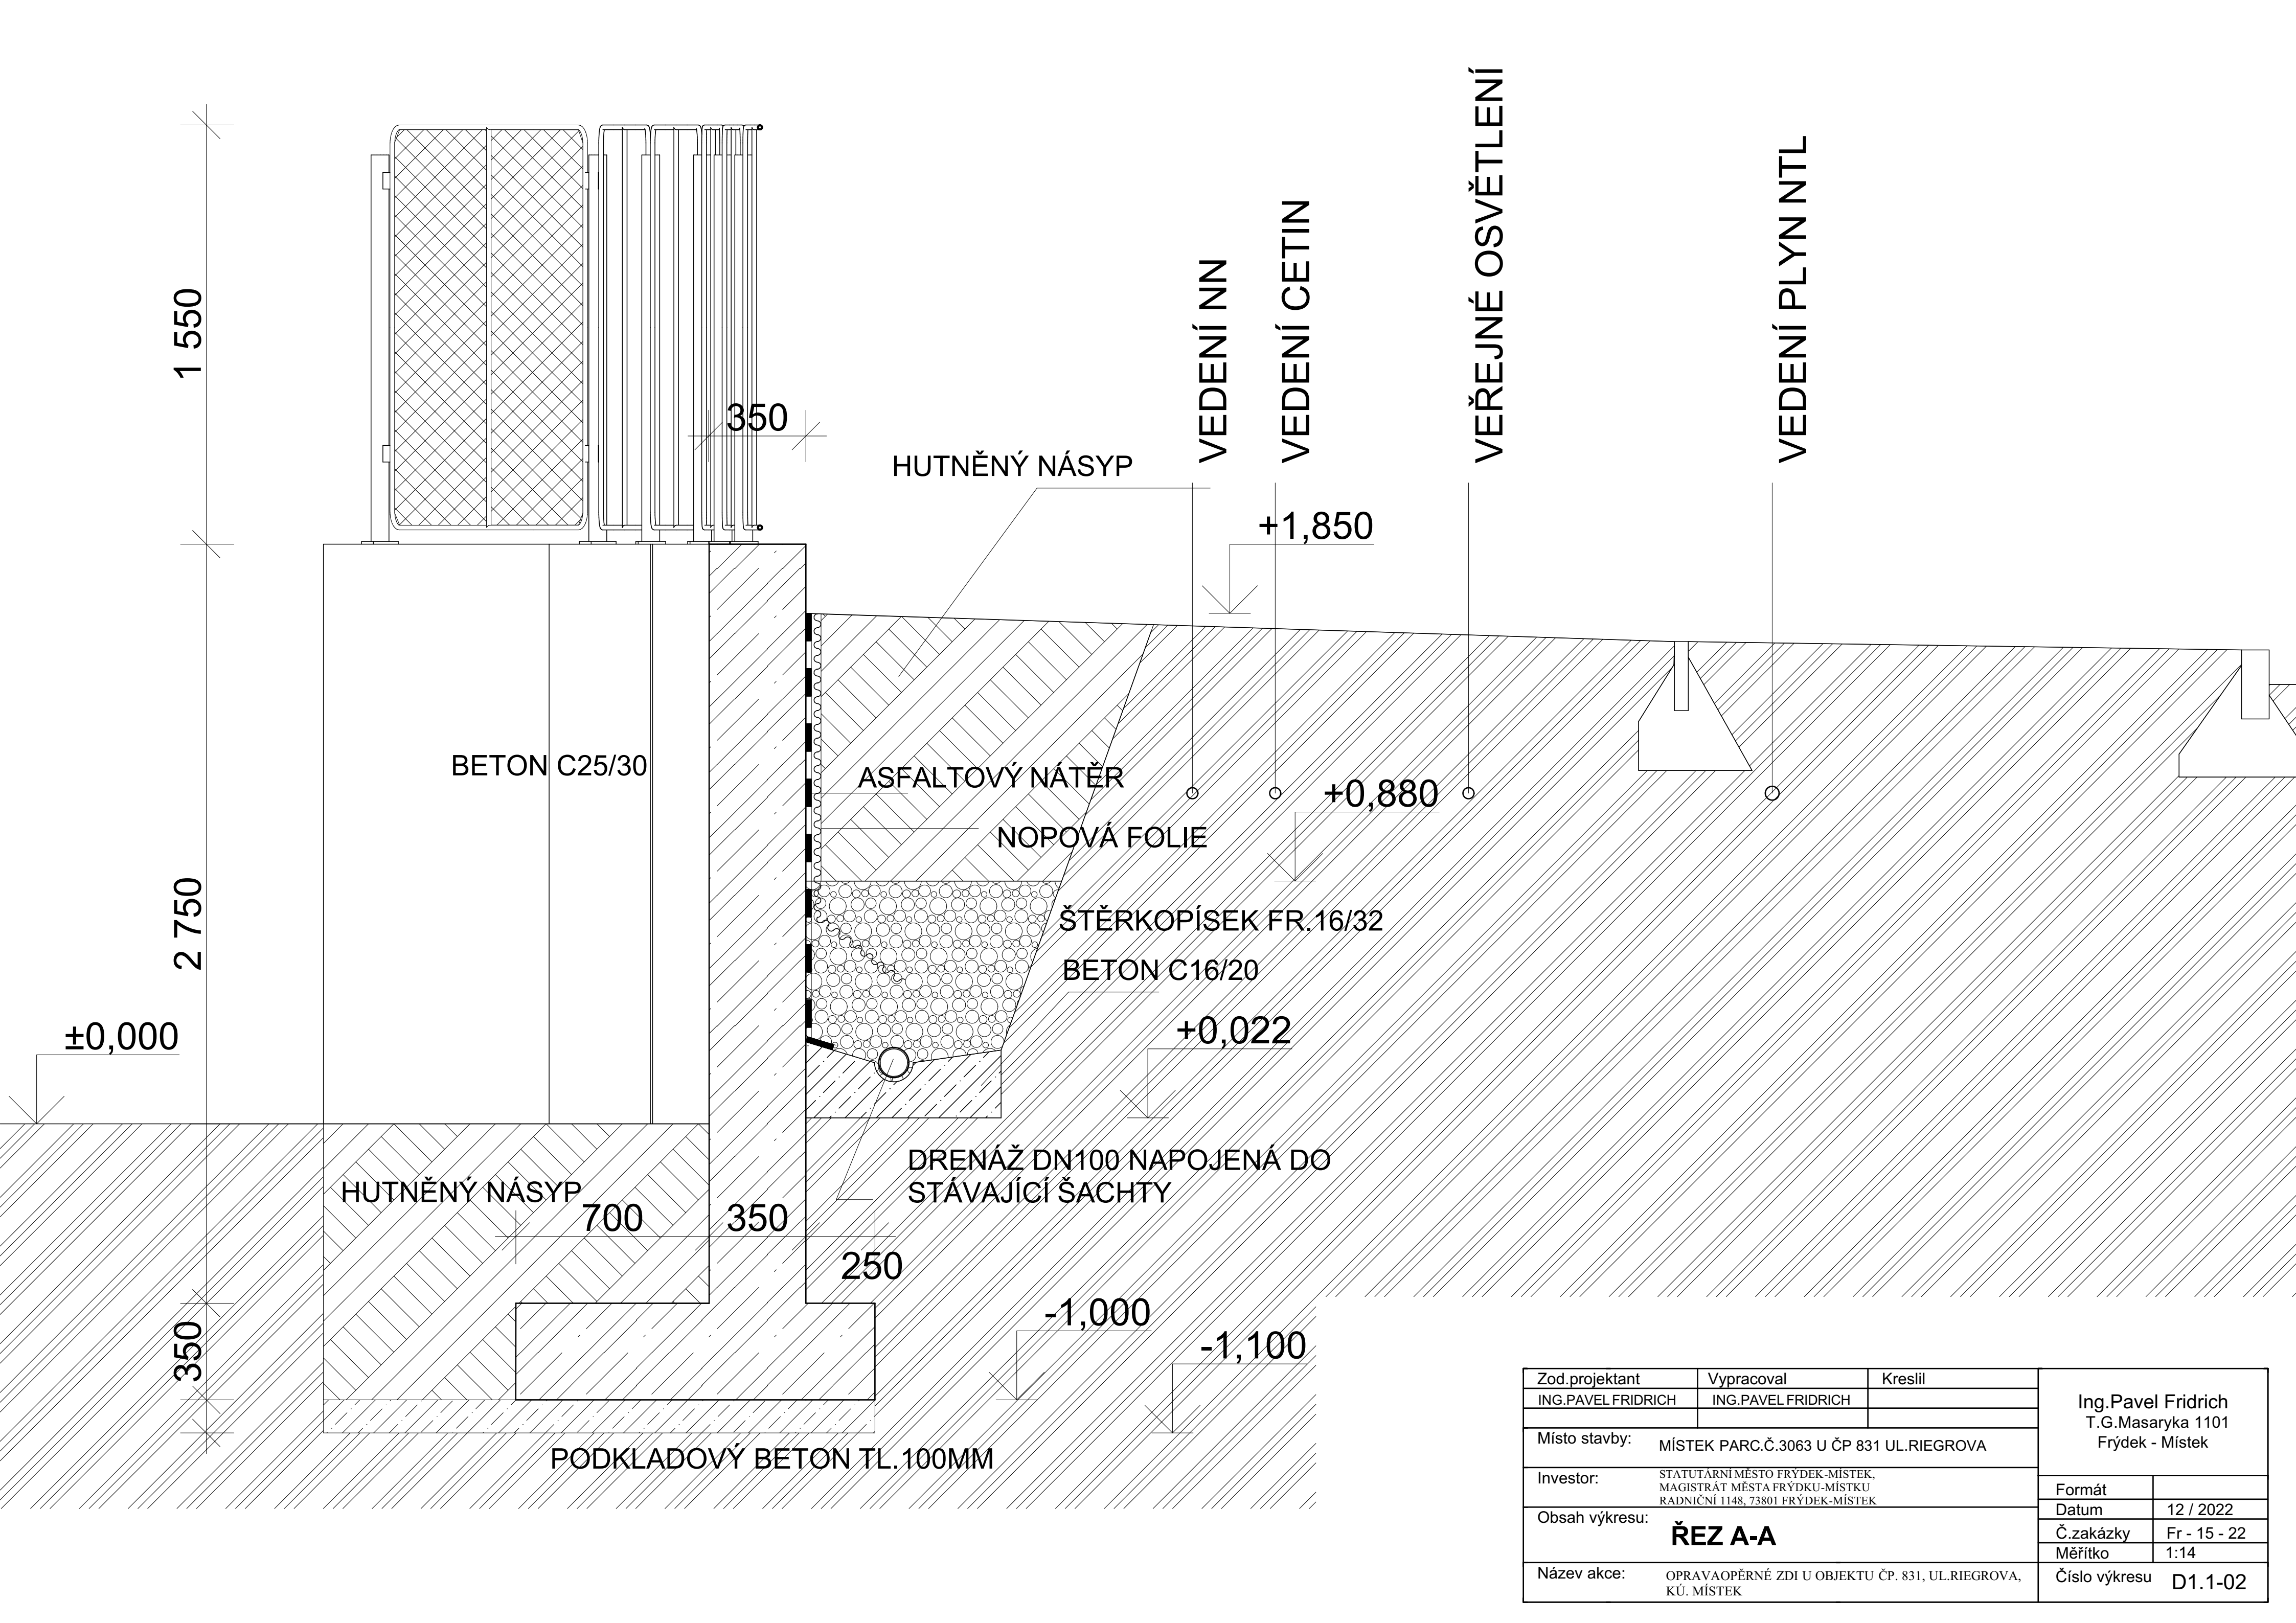 VEDENÍ NN
VEDENÍ CETIN
VEŘEJNÉ OSVĚTLENÍ
VEDENÍ PLYN NTL
1 550
350
HUTNĚNÝ NÁSYP
+1,850
BETON C25/30
ASFALTOVÝ NÁTĚR
+0,880
NOPOVÁ FOLIE
2 750
ŠTĚRKOPÍSEK FR.16/32
BETON C16/20
±0,000
+0,022
DRENÁŽ DN100 NAPOJENÁ DO
STÁVAJÍCÍ ŠACHTY
HUTNĚNÝ NÁSYP
700
350
250
350
-1,000
-1,100
PODKLADOVÝ BETON TL.100MM
Zod.projektant Vypracoval Kreslil
ING.PAVEL FRIDRICH ING.PAVEL FRIDRICH
Ing.Pavel Fridrich
T.G.Masaryka 1101
Frýdek - Místek
Místo stavby: MÍSTEK PARC.Č.3063 U ČP 831 UL.RIEGROVA
Investor: STATUTÁRNÍ MĚSTO FRÝDEK-MÍSTEK,
MAGISTRÁT MĚSTA FRÝDKU-MÍSTKU
RADNIČNÍ 1148, 73801 FRÝDEK-MÍSTEK
Formát
Datum 12 / 2022
Obsah výkresu: ŘEZ A-A
Č.zakázky Fr - 15 - 22
Měřítko 1:14
Název akce: OPRAVAOPĚRNÉ ZDI U OBJEKTU ČP. 831, UL.RIEGROVA,
KÚ. MÍSTEK
Číslo výkresu D1.1-02